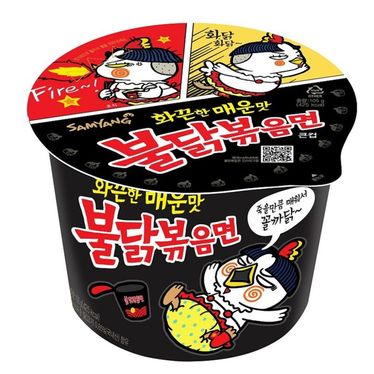 Fire~!
화닭
화닭~
SAMYANG
화끈한 매운맛
불닭볶음면
큰컵
화끈한 매운맛
불닭볶음면
죽을만큼 매워서
꼴까닭~